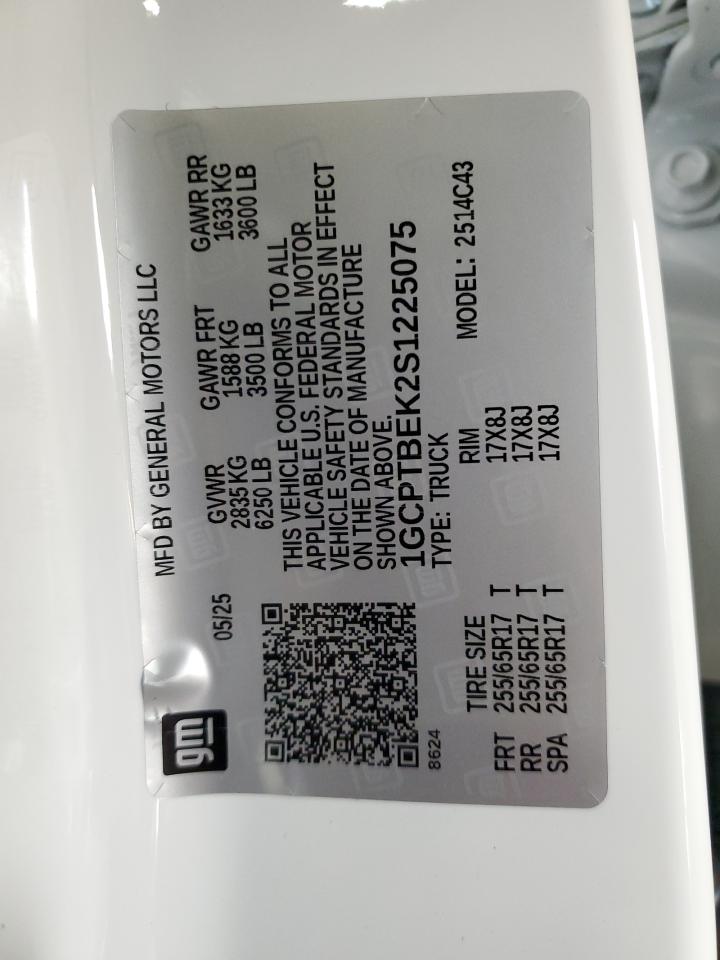 gm
MFD BY GENERAL MOTORS LLC
05/25
GVWR GAWR FRT GAWR RR
2835 KG 1588 KG 1633 KG
6250 LB 3500 LB 3600 LB
THIS VEHICLE CONFORMS TO ALL
APPLICABLE U.S. FEDERAL MOTOR
VEHICLE SAFETY STANDARDS IN EFFECT
ON THE DATE OF MANUFACTURE
SHOWN ABOVE.
1GCPTBEK2S1225075
8624
TYPE: TRUCK MODEL: 2514C43
TIRE SIZE RIM
FRT 255/65R17 T 17X8J
RR 255/65R17 T 17X8J
SPA 255/65R17 T 17X8J